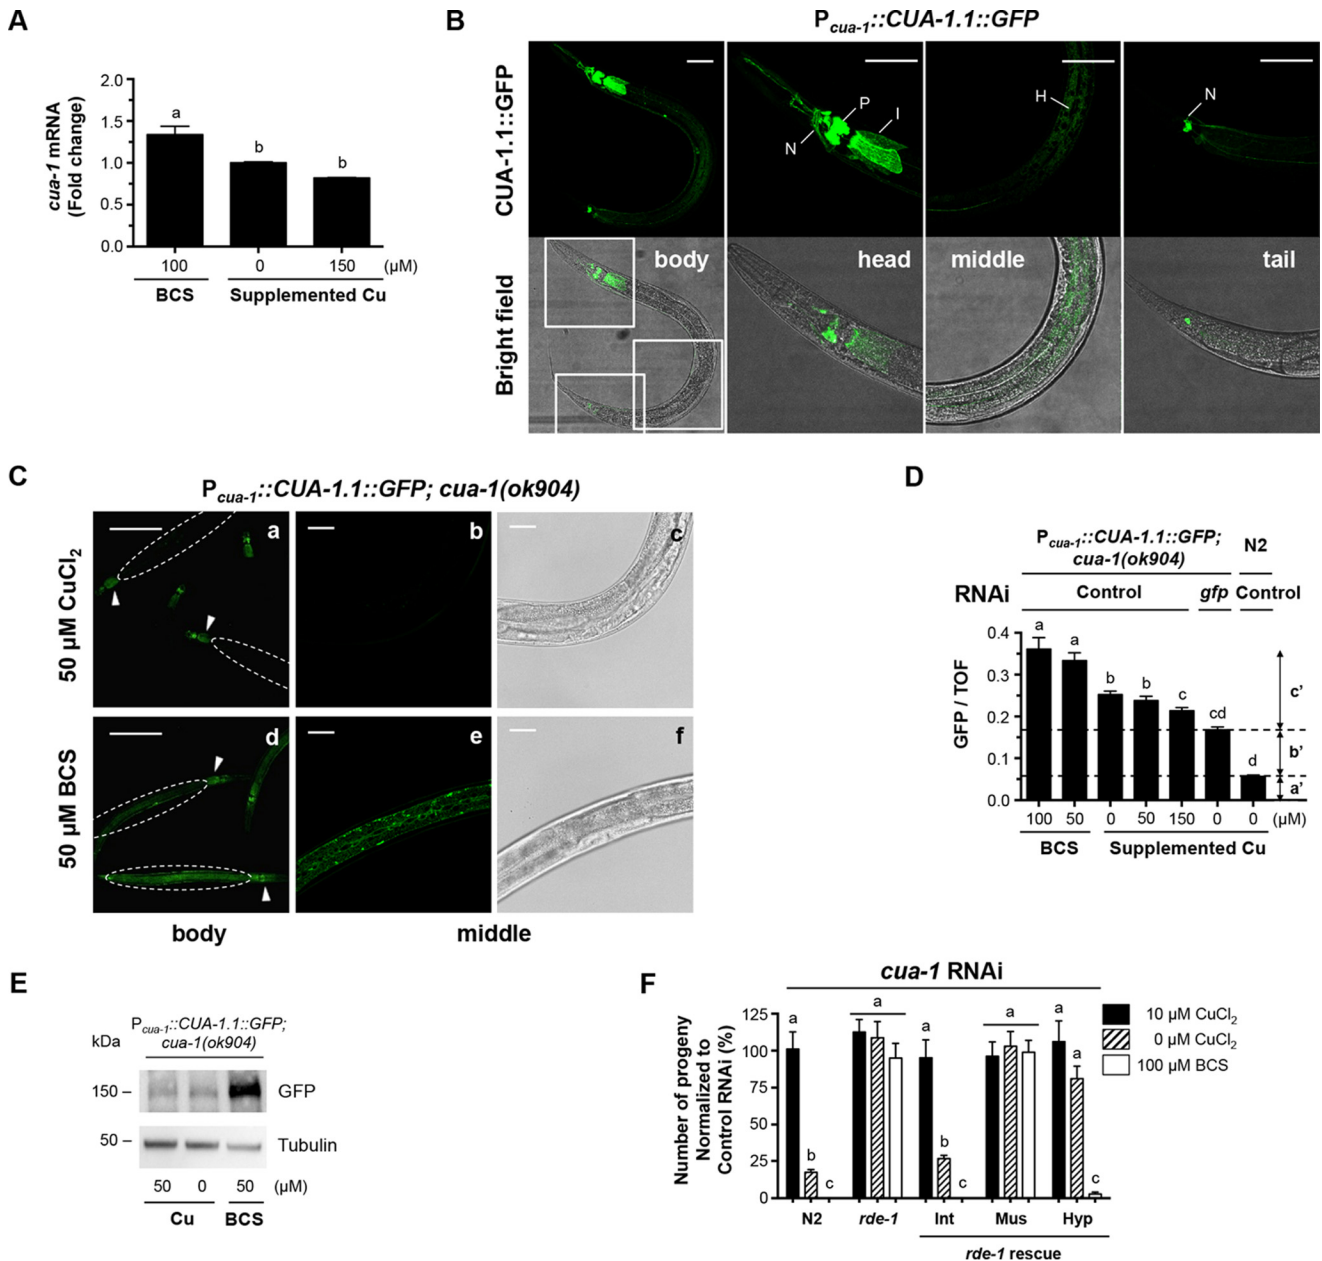 A
cua-1 mRNA
(Fold change)
2.0
1.5
1.0
0.5
0.0
a
b
b
100
0
150
(µM)
BCS
Supplemented Cu
B
Pcua-1::CUA-1.1::GFP
CUA-1.1::GFP
Bright field
N
P
I
H
N
body
head
middle
tail
C
Pcua-1::CUA-1.1::GFP; cua-1(ok904)
50 µM CuCl2
a
b
c
50 µM BCS
d
e
f
body
middle
D
Pcua-1::CUA-1.1::GFP;
cua-1(ok904)
N2
RNAi
Control
gfp
Control
GFP / TOF
0.4
0.3
0.2
0.1
0.0
a
a
b
b
c
cd
d
c'
b'
a'
100
50
0
50
150
0
0
(µM)
BCS
Supplemented Cu
E
Pcua-1::CUA-1.1::GFP;
cua-1(ok904)
kDa
150
GFP
50
Tubulin
50
0
50
(µM)
Cu
BCS
F
cua-1 RNAi
Number of progeny
Normalized to
Control RNAi (%)
125
100
75
50
25
0
a
b
c
a
a
b
c
a
a
a
c
10 µM CuCl2
0 µM CuCl2
100 µM BCS
N2
rde-1
Int
Mus
Hyp
rde-1 rescue